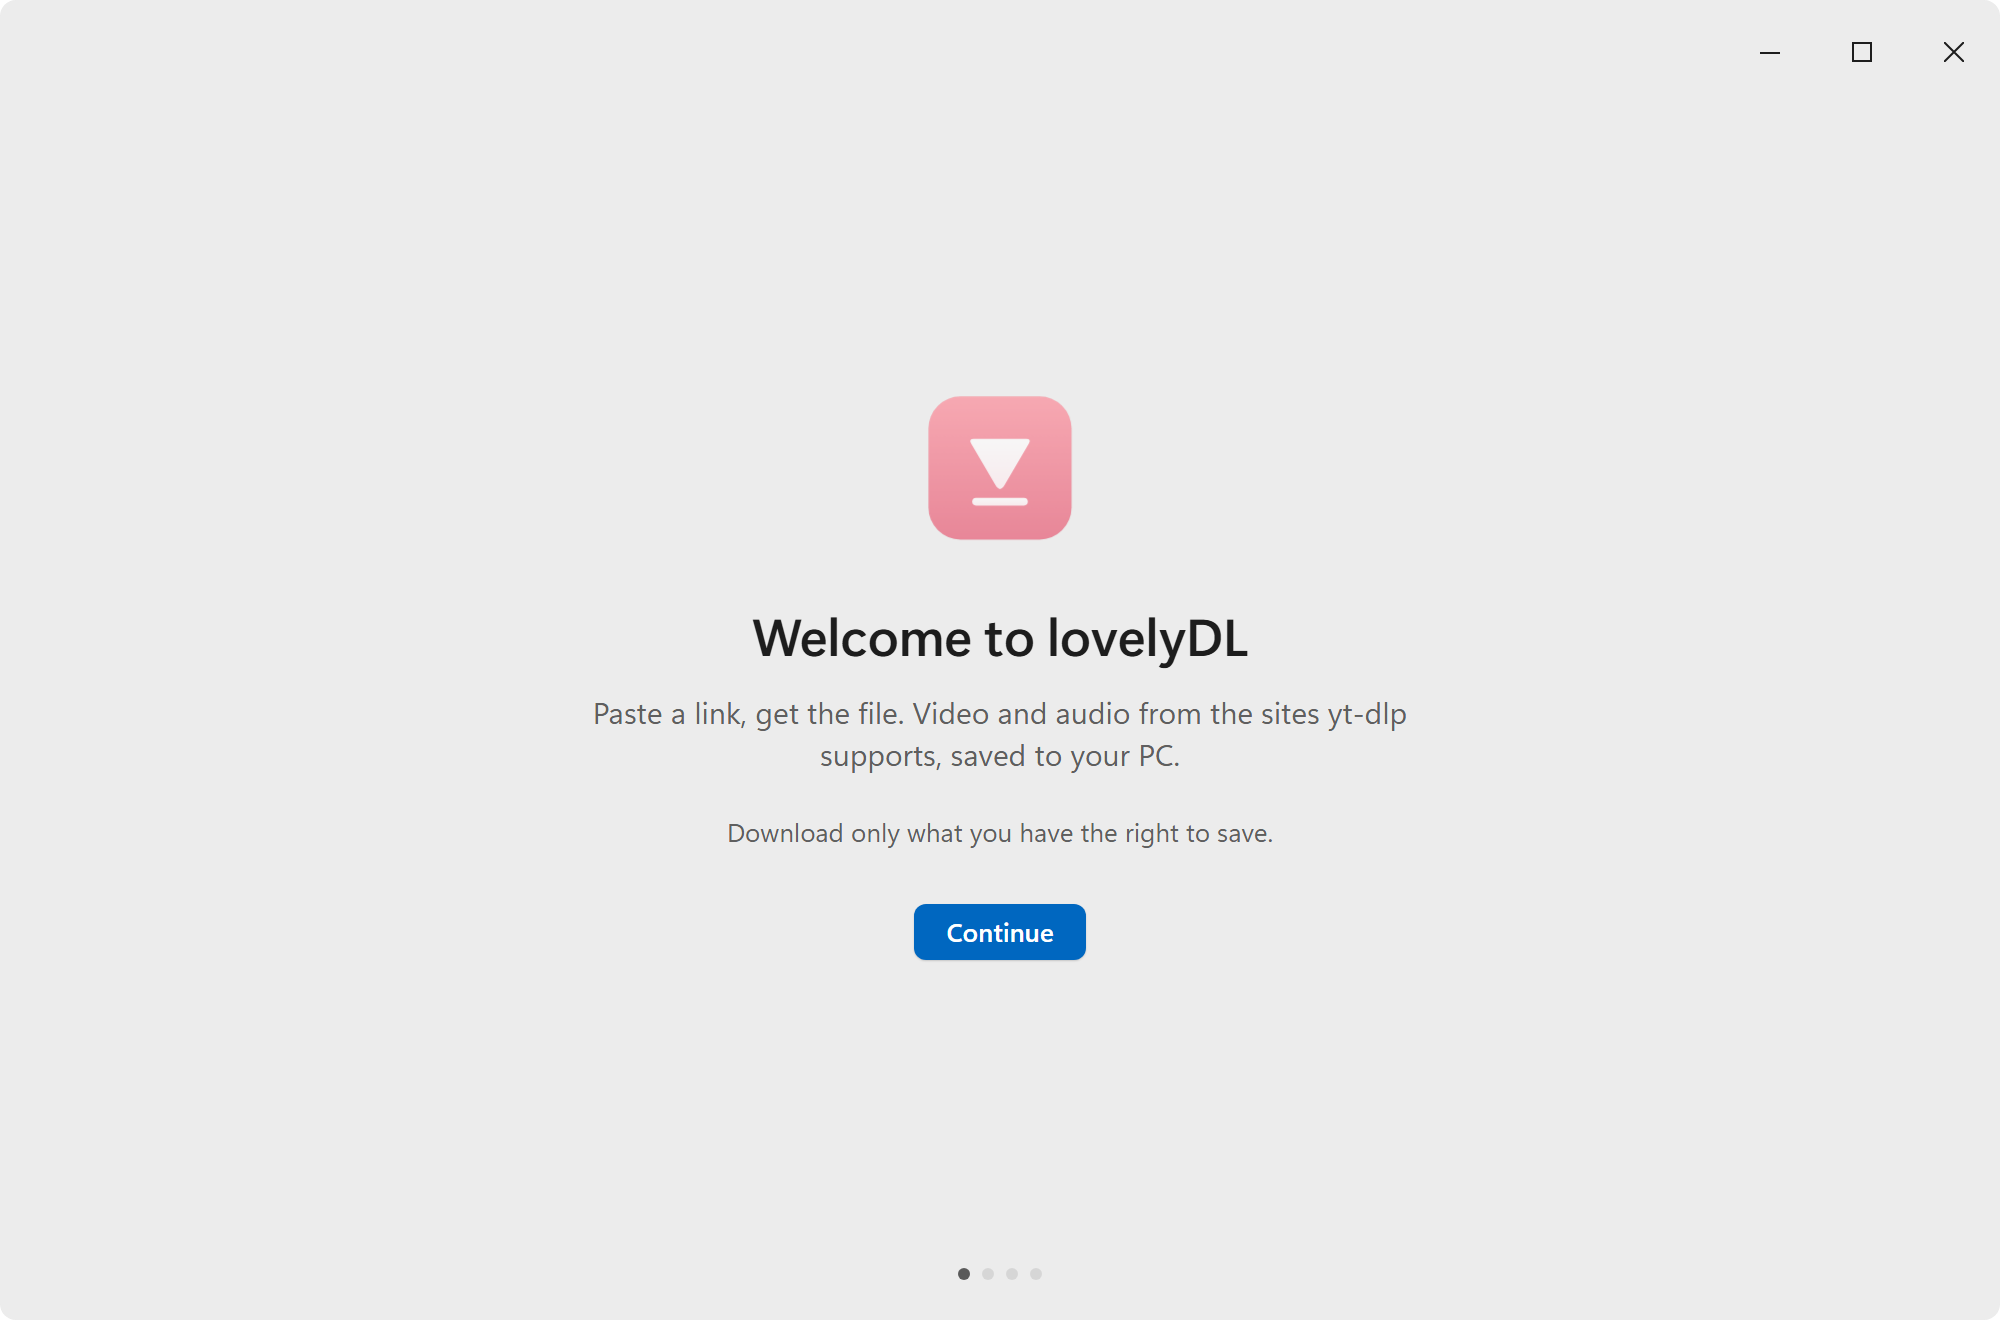 Welcome to lovelyDL
Paste a link, get the file. Video and audio from the sites yt-dlp
supports, saved to your PC.
Download only what you have the right to save.
Continue